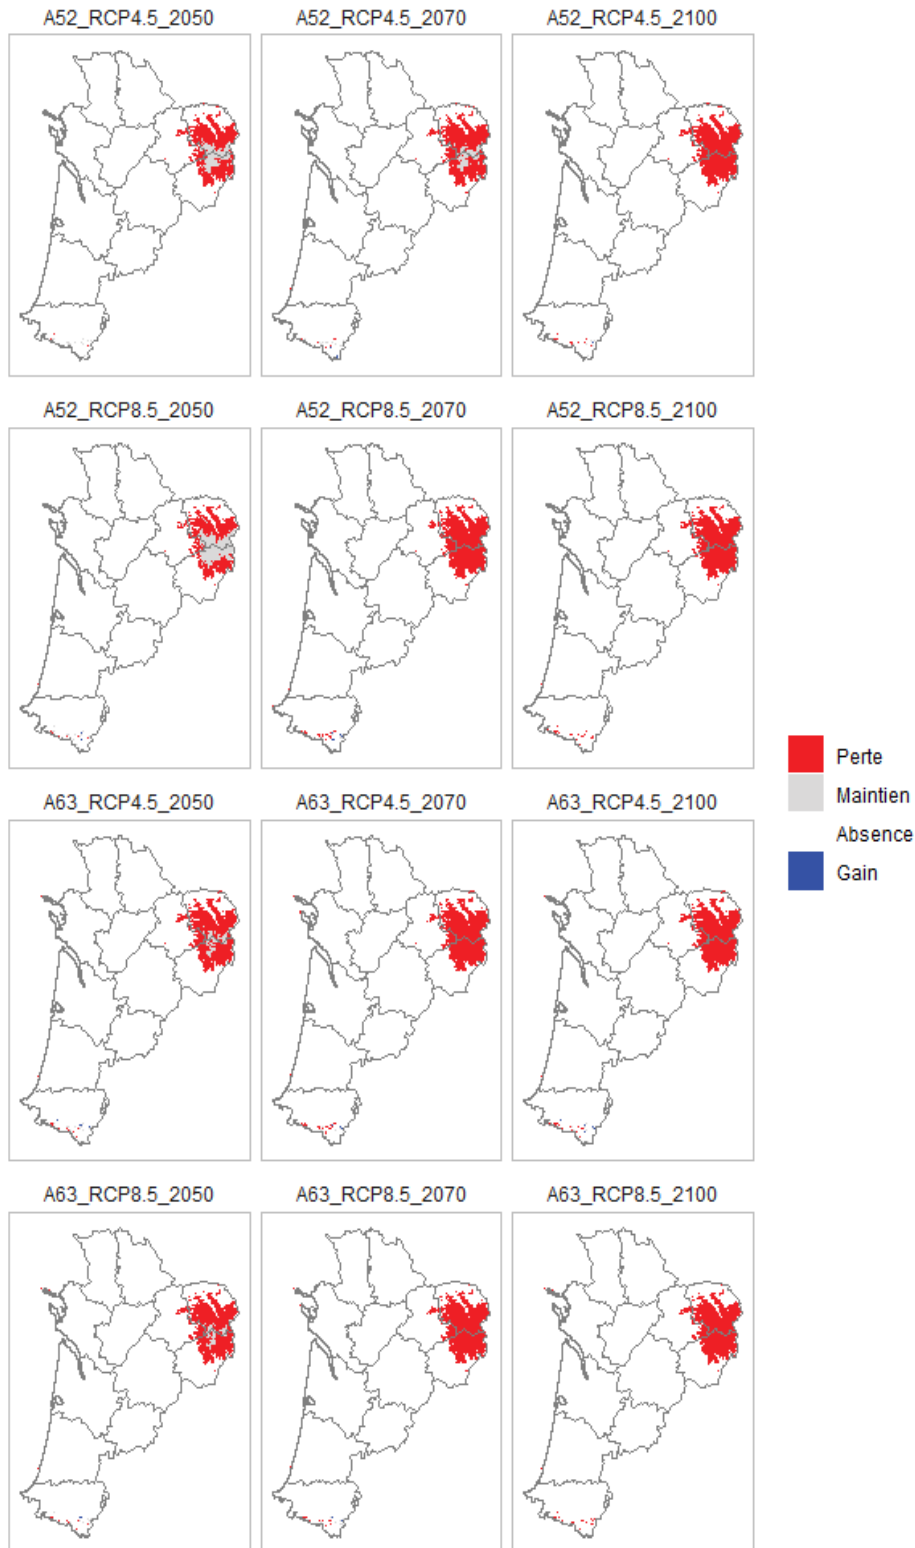 A52_RCP4.5_2050
A52_RCP4.5_2070
A52_RCP4.5_2100
A52_RCP8.5_2050
A52_RCP8.5_2070
A52_RCP8.5_2100
Perte
Maintien
Absence
Gain
A63_RCP4.5_2050
A63_RCP4.5_2070
A63_RCP4.5_2100
A63_RCP8.5_2050
A63_RCP8.5_2070
A63_RCP8.5_2100